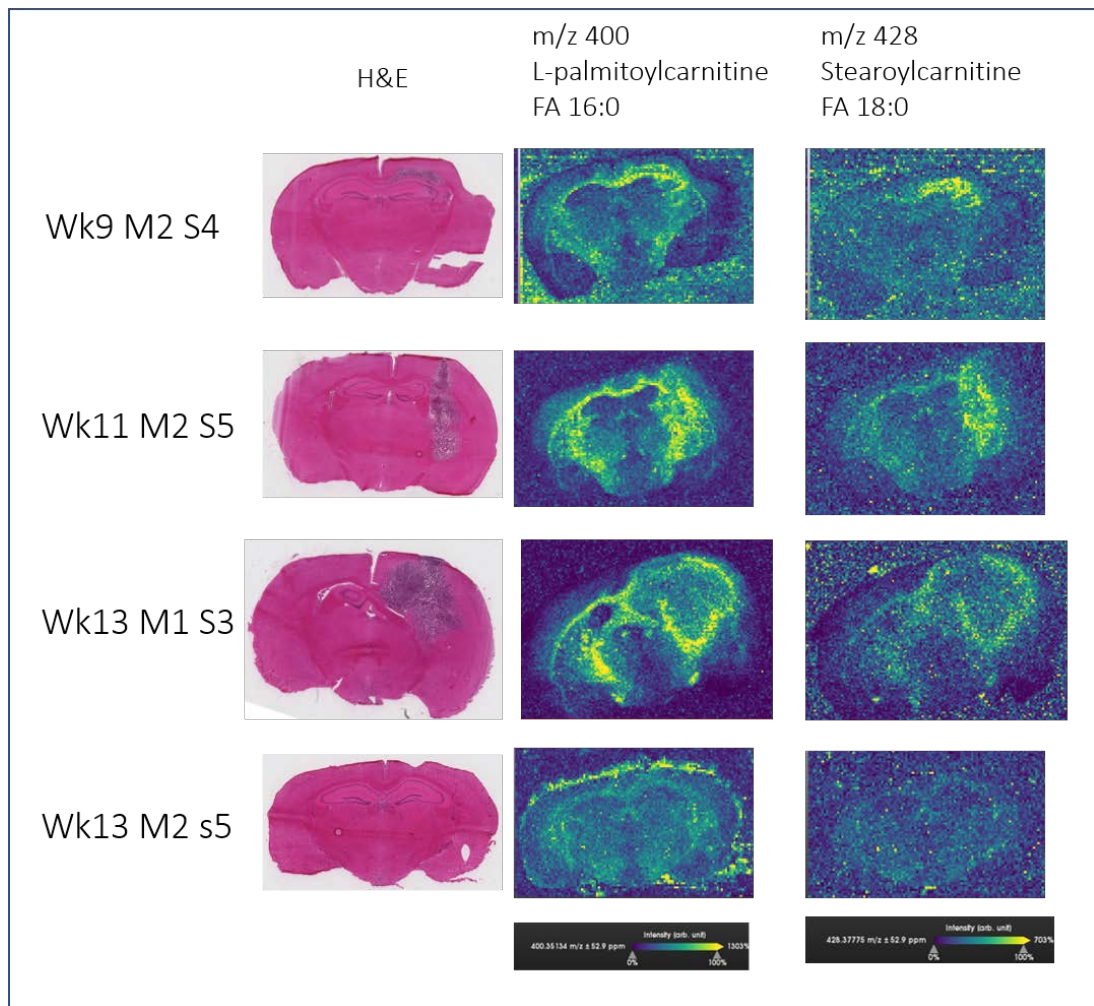 H&E
m/z 400
L-palmitoylcarnitine
FA 16:0
m/z 428
Stearoylcarnitine
FA 18:0
Wk9 M2 S4
Wk11 M2 S5
Wk13 M1 S3
Wk13 M2 s5
Intensity (arb. unit)
400.35134 m/z ± 52.9 ppm 1303%
0% 100%
Intensity (arb. unit)
428.37775 m/z ± 52.9 ppm 703%
0% 100%